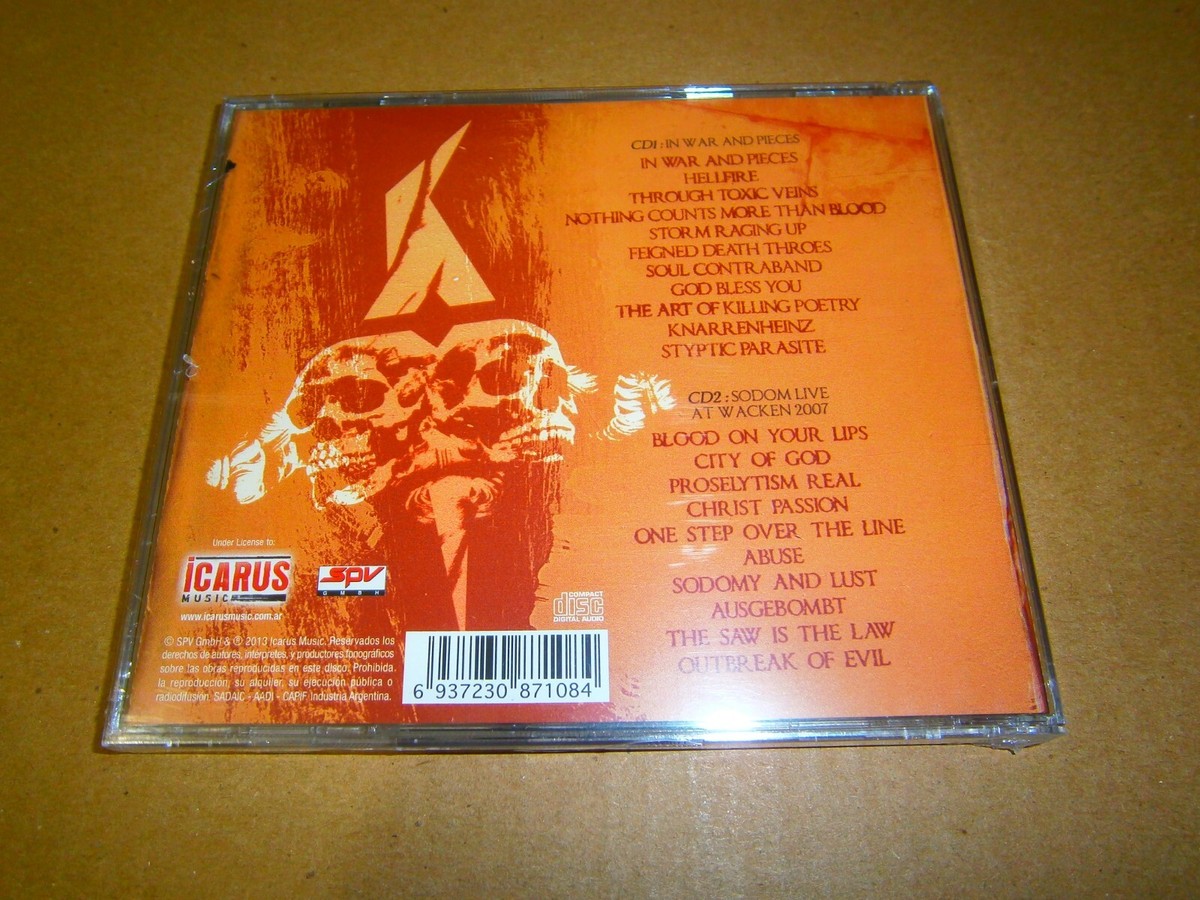 CD1 : IN WAR AND PIECES
IN WAR AND PIECES
HELLFIRE
THROUGH TOXIC VEINS
NOTHING COUNTS MORE THAN BLOOD
STORM RAGING UP
FEIGNED DEATH THROES
SOUL CONTRABAND
GOD BLESS YOU
THE ART OF KILLING POETRY
KNARRENHEINZ
STYPTIC PARASITE
CD2 : SODOM LIVE
AT WACKEN 2007
BLOOD ON YOUR LIPS
CITY OF GOD
PROSELYTISM REAL
CHRIST PASSION
ONE STEP OVER THE LINE
ABUSE
SODOMY AND LUST
AUSGEBOMBT
THE SAW IS THE LAW
OUTBREAK OF EVIL
Under License to:
iCARUS
MUSIC
www.icarusmusic.com.ar
SPV
GMBH
COMPACT
disc
DIGITAL AUDIO
© SPV GmbH & ℗ 2013 Icarus Music. Reservados los
derechos de autores, intérpretes, y productores fonográficos
sobre las obras reproducidas en este disco. Prohibida
la reproducción, su alquiler, su ejecución pública o
radiodifusión. SADAIC - AADI - CAPIF. Industria Argentina.
6 937230 871084